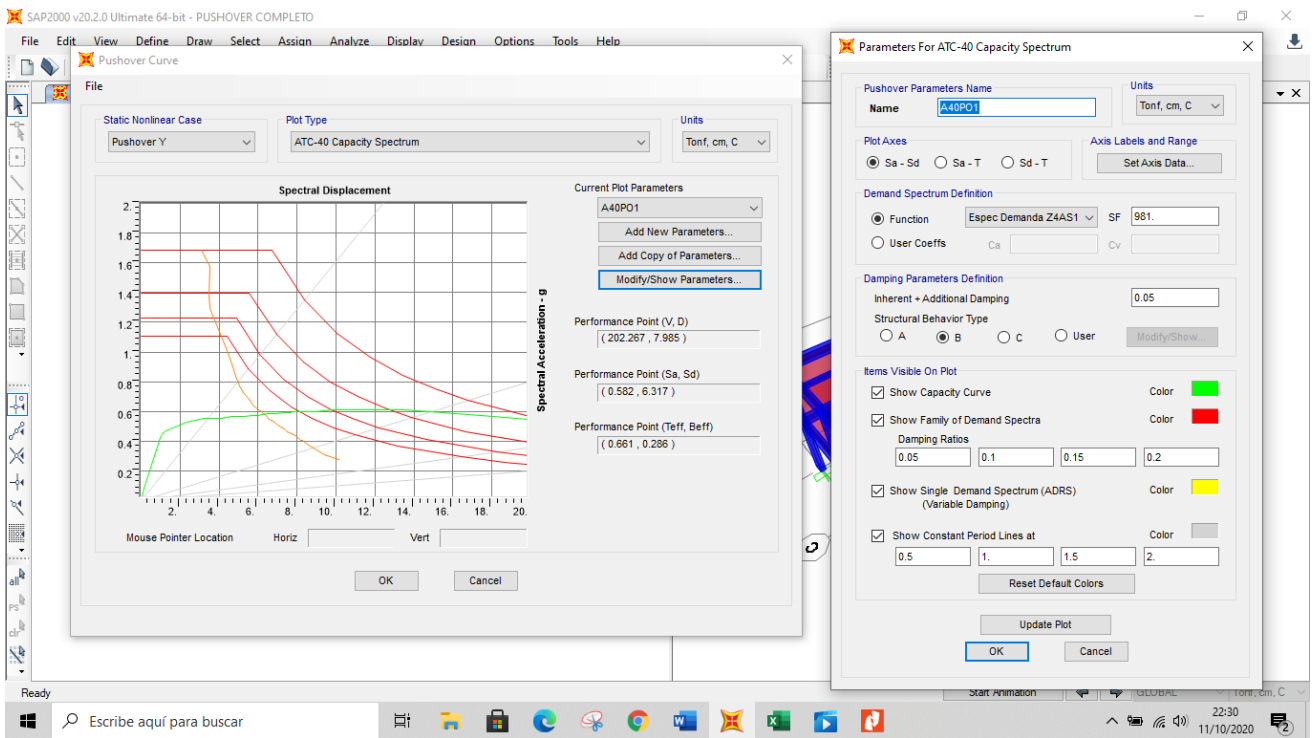 SAP2000 v20.2.0 Ultimate 64-bit - PUSHOVER COMPLETO
File Edit View Define Draw Select Assign Analyze Display Design Options Tools Help
Pushover Curve
File
Static Nonlinear Case
Pushover Y
Plot Type
ATC-40 Capacity Spectrum
Units
Tonf, cm, C
Spectral Displacement
2.
1.8
1.6
1.4
1.2
1.
0.8
0.6
0.4
0.2
2. 4. 6. 8. 10. 12. 14. 16. 18. 20.
Spectral Acceleration - g
Mouse Pointer Location Horiz Vert
Current Plot Parameters
A40PO1
Add New Parameters...
Add Copy of Parameters...
Modify/Show Parameters...
Performance Point (V, D)
( 202.267 , 7.985 )
Performance Point (Sa, Sd)
( 0.582 , 6.317 )
Performance Point (Teff, Beff)
( 0.661 , 0.286 )
OK Cancel
all
ps
clr
Parameters For ATC-40 Capacity Spectrum
Pushover Parameters Name
Name A40PO1
Units
Tonf, cm, C
Plot Axes
Sa - Sd Sa - T Sd - T
Axis Labels and Range
Set Axis Data...
Demand Spectrum Definition
Function Espec Demanda Z4AS1 SF 981.
User Coeffs Ca Cv
Damping Parameters Definition
Inherent + Additional Damping 0.05
Structural Behavior Type
A B C User Modify/Show...
Items Visible On Plot
Show Capacity Curve Color
Show Family of Demand Spectra Color
Damping Ratios
0.05 0.1 0.15 0.2
Show Single Demand Spectrum (ADRS) Color
(Variable Damping)
Show Constant Period Lines at Color
0.5 1. 1.5 2.
Reset Default Colors
Update Plot
OK Cancel
Ready
Start Animation GLOBAL Tonf, cm, C
Escribe aquí para buscar
22:30
11/10/2020
2